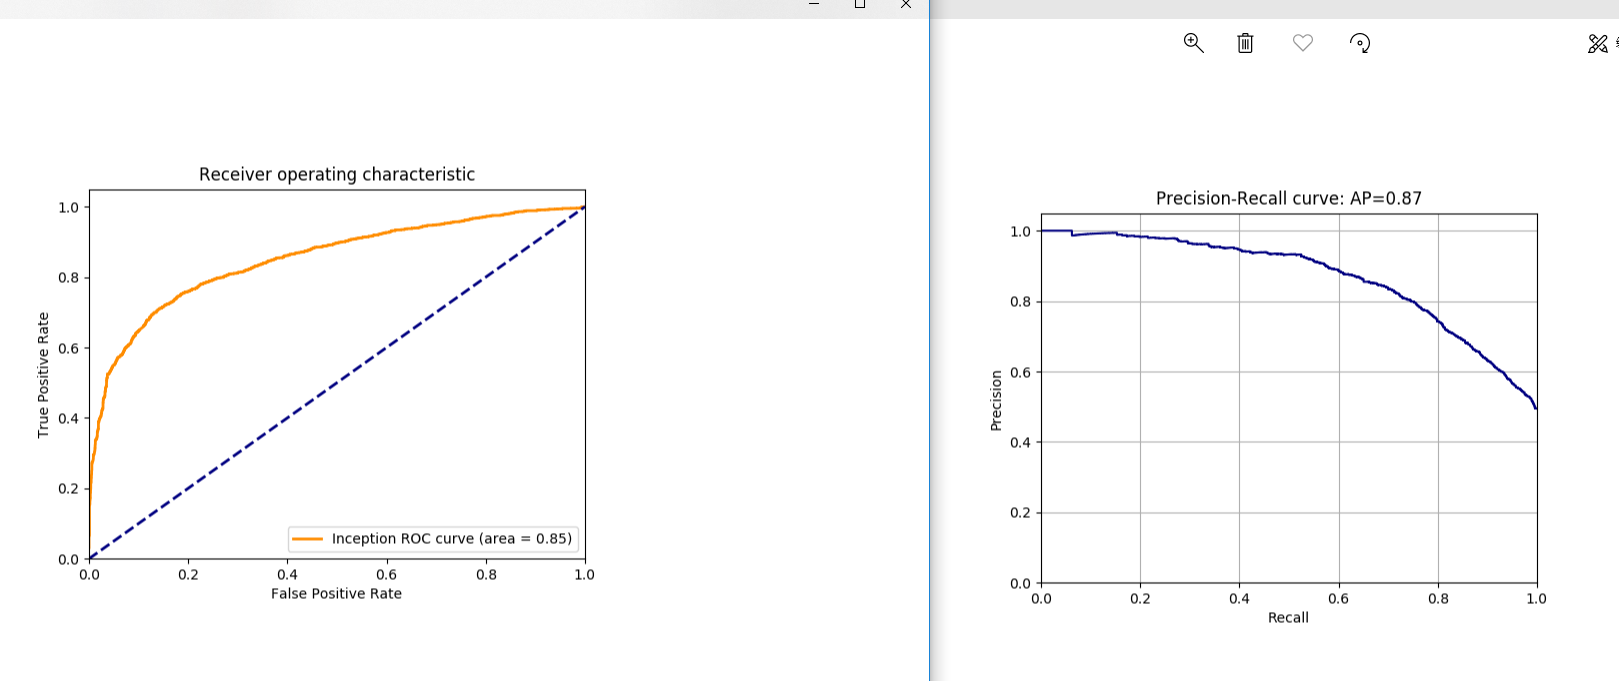 Receiver operating characteristic
1.0
0.8
0.6
0.4
0.2
0.0
True Positive Rate
Inception ROC curve (area = 0.85)
0.0 0.2 0.4 0.6 0.8 1.0
False Positive Rate
Precision-Recall curve: AP=0.87
1.0
0.8
0.6
0.4
0.2
0.0
Precision
0.0 0.2 0.4 0.6 0.8 1.0
Recall